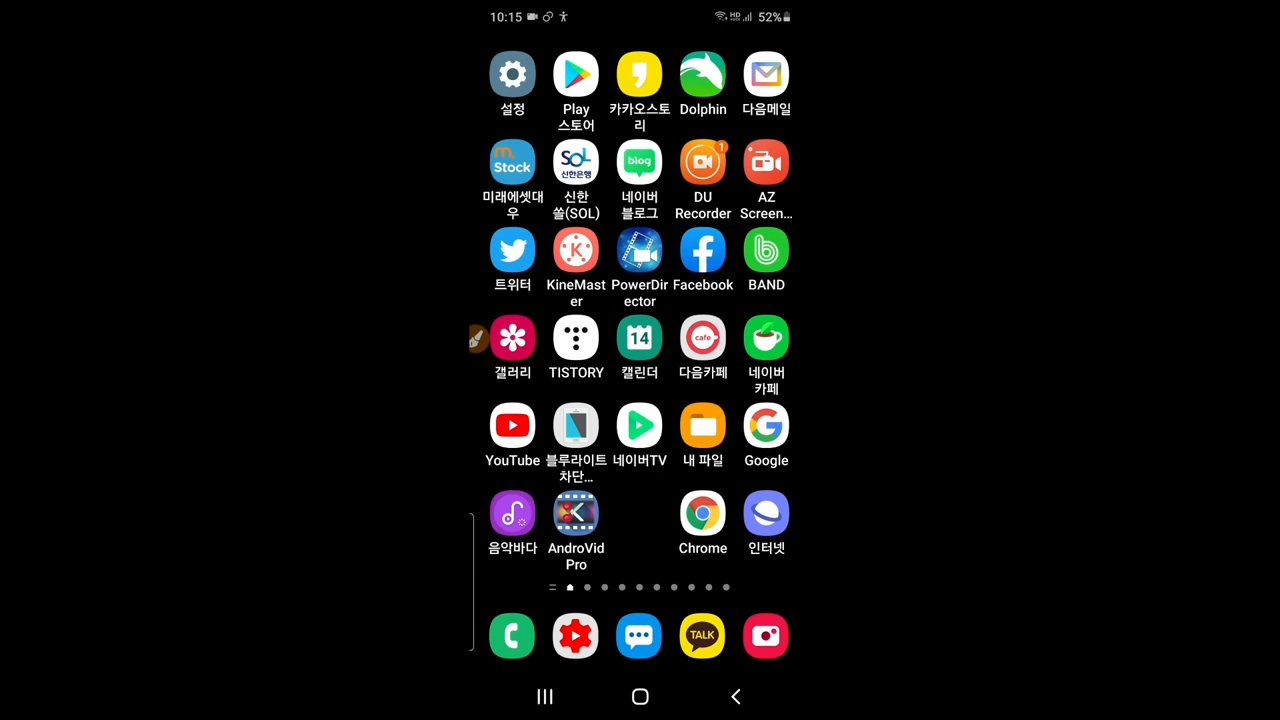 10:15
HD
52%
설정
Play
스토어
카카오스토
리
Dolphin
다음메일
m
Stock
SOL
신한은행
blog
1
미래에셋대
우
신한
쏠(SOL)
네이버
블로그
DU
Recorder
AZ
Screen...
K
트위터
KineMast
er
PowerDir
ector
Facebook
BAND
14
cafe
갤러리
TISTORY
캘린더
다음카페
네이버
카페
YouTube
블루라이트
차단...
네이버TV
내 파일
Google
음악바다
AndroVid
Pro
Chrome
인터넷
TALK